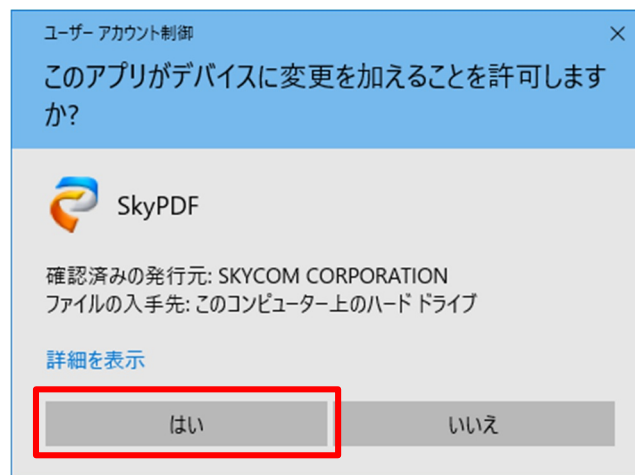 ユーザー アカウント制御
このアプリがデバイスに変更を加えることを許可します
か?
SkyPDF
確認済みの発行元: SKYCOM CORPORATION
ファイルの入手先: このコンピューター上のハード ドライブ
詳細を表示
はい
いいえ